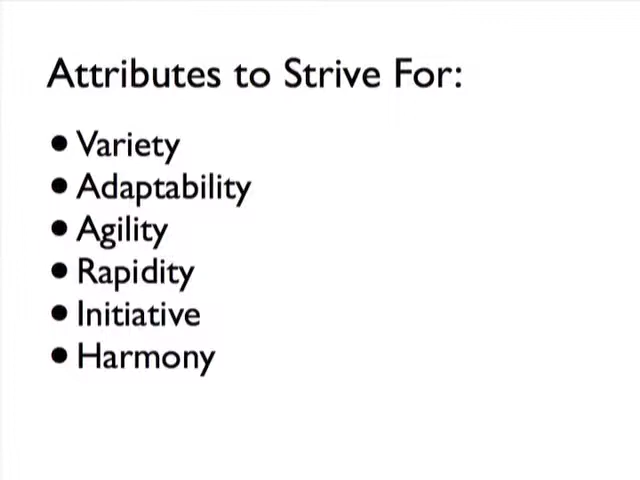 Attributes to Strive For:
• Variety
• Adaptability
• Agility
• Rapidity
• Initiative
• Harmony